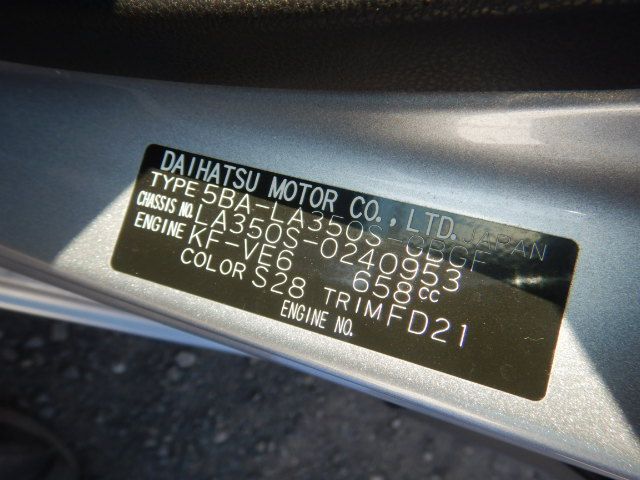 DAIHATSU MOTOR CO., LTD. JAPAN
TYPE 5BA-LA350S-GBGF
CHASSIS NO. LA350S-0240953
ENGINE KF-VE6 658cc
COLOR S28 TRIM FD21
ENGINE NO.